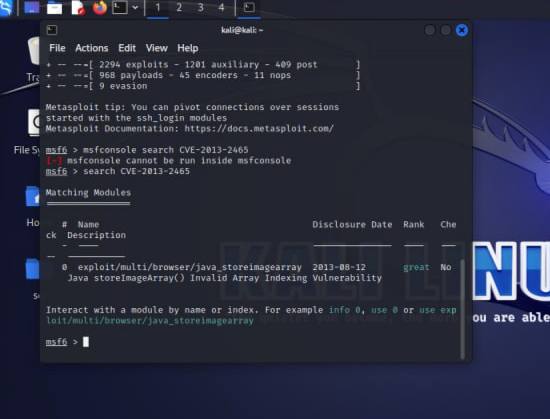 1 2 3 4
kali@kali: ~
File Actions Edit View Help
+ -- --=[ 2294 exploits - 1201 auxiliary - 409 post ]
+ -- --=[ 968 payloads - 45 encoders - 11 nops ]
+ -- --=[ 9 evasion ]
Metasploit tip: You can pivot connections over sessions
started with the ssh_login modules
Metasploit Documentation: https://docs.metasploit.com/
msf6 > msfconsole search CVE-2013-2465
[-] msfconsole cannot be run inside msfconsole
msf6 > search CVE-2013-2465
Matching Modules
================
# Name Disclosure Date Rank Che
ck Description
- ---- --------------- ---- ---
-- -----------
0 exploit/multi/browser/java_storeimagearray 2013-08-12 great No
Java storeImageArray() Invalid Array Indexing Vulnerability
Interact with a module by name or index. For example info 0, use 0 or use exp
loit/multi/browser/java_storeimagearray
msf6 >
Tra
File Sy
Ho
KALI LINU
you are able